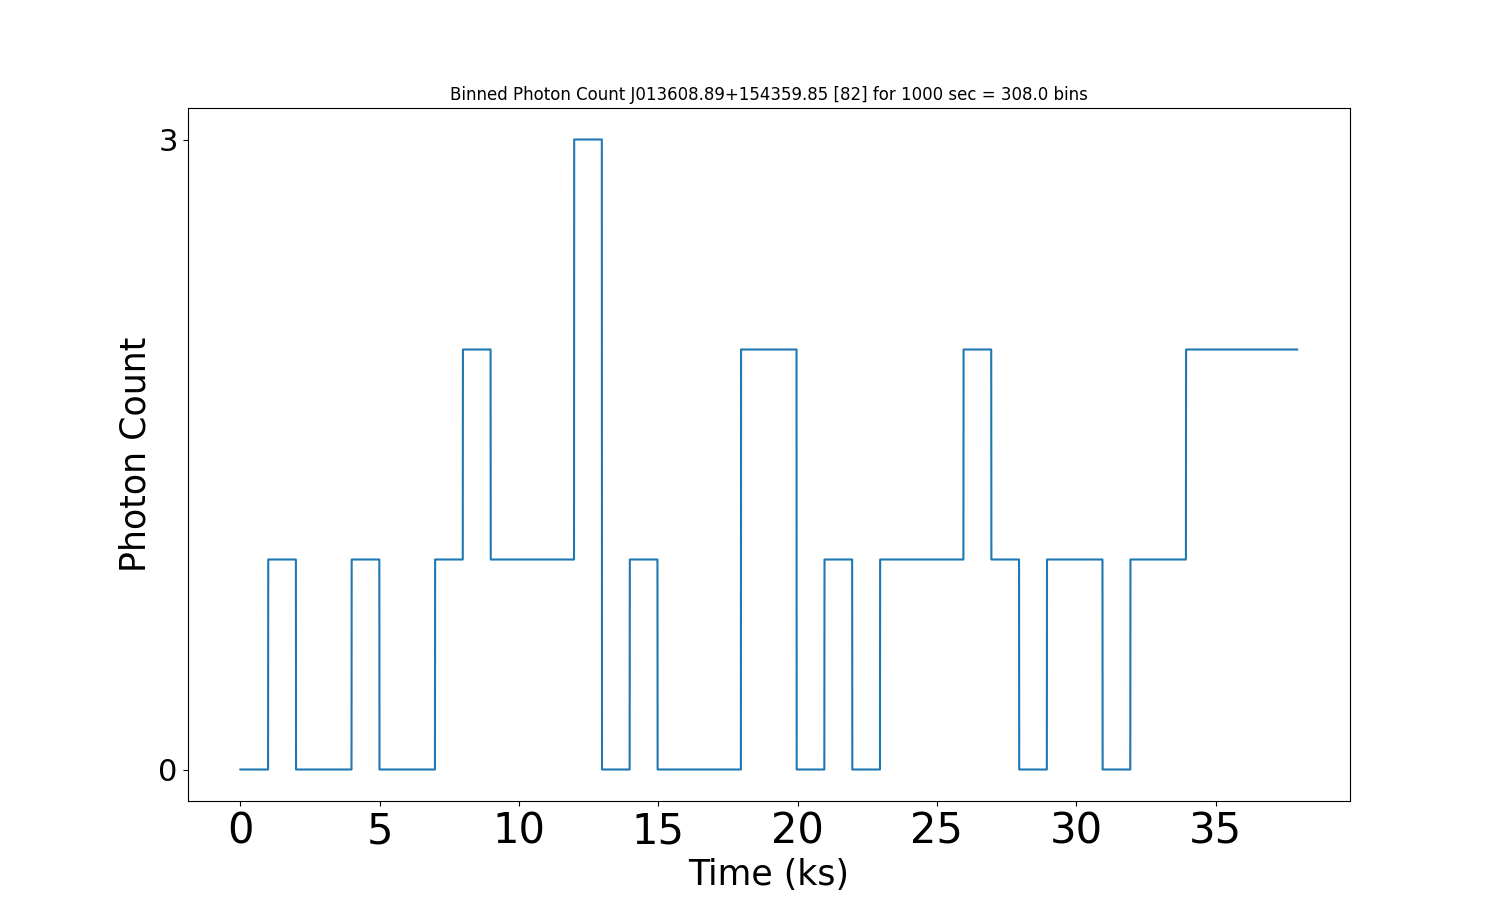 Binned Photon Count J013608.89+154359.85 [82] for 1000 sec = 308.0 bins
3
Photon Count
0
0 5 10 15 20 25 30 35
Time (ks)